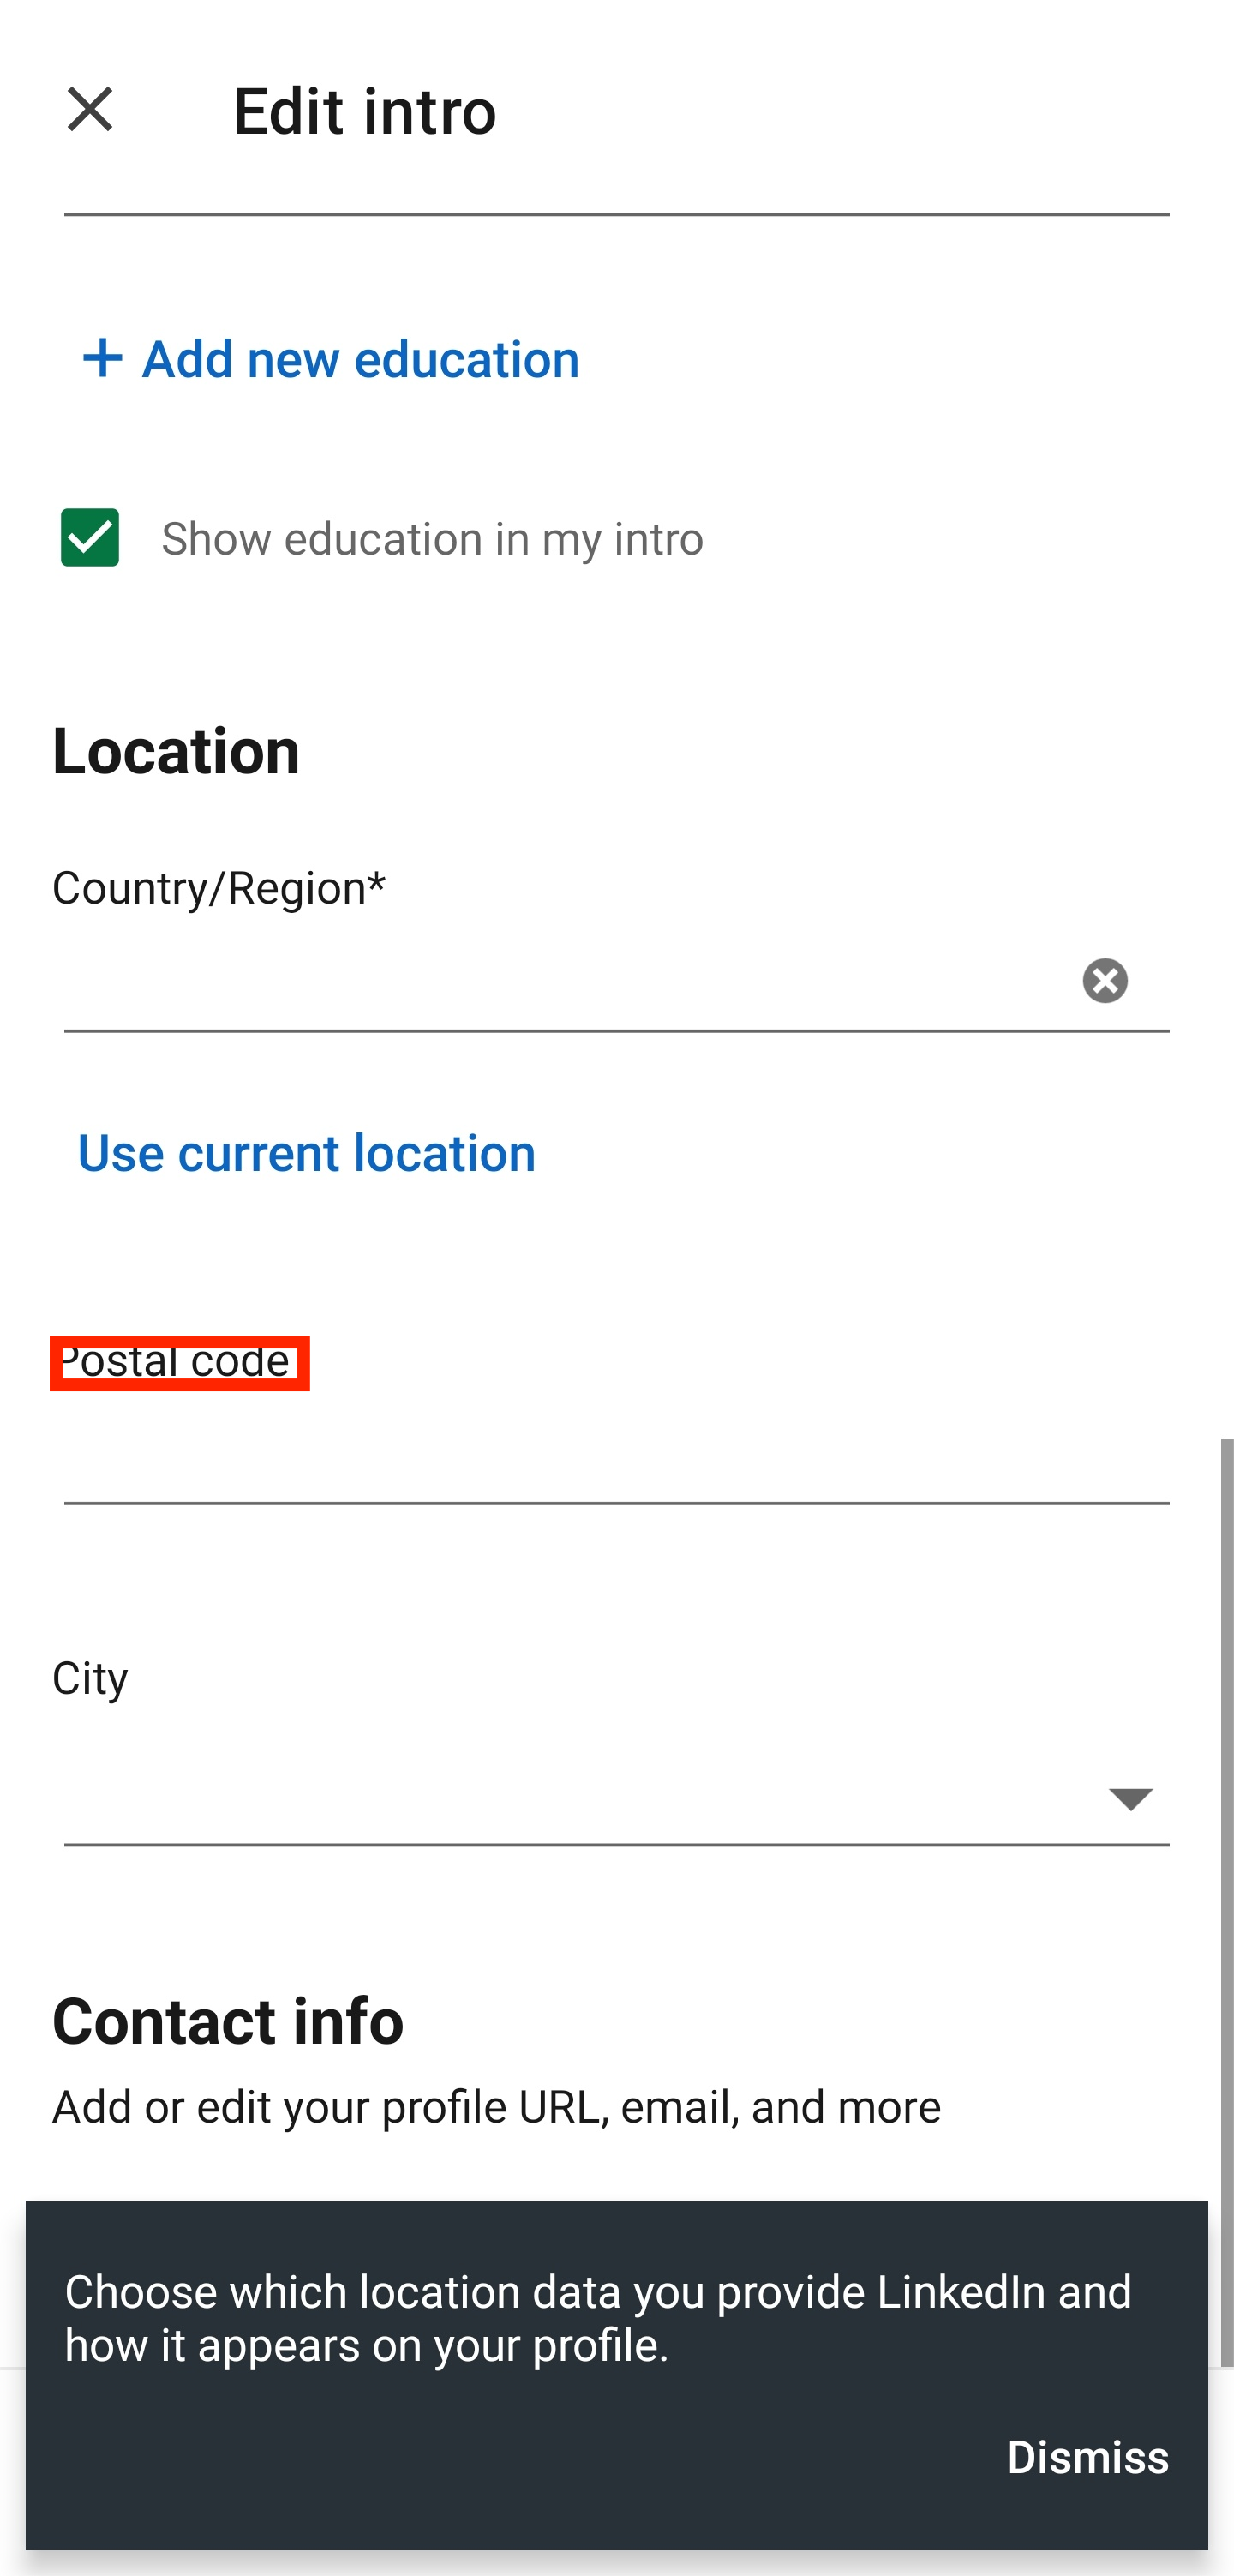 Edit intro
+ Add new education
Show education in my intro
Location
Country/Region*
Use current location
Postal code
City
Contact info
Add or edit your profile URL, email, and more
Choose which location data you provide LinkedIn and
how it appears on your profile.
Dismiss